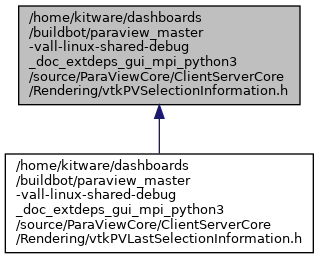 /home/kitware/dashboards
/buildbot/paraview_master
-vall-linux-shared-debug
_doc_extdeps_gui_mpi_python3
/source/ParaViewCore/ClientServerCore
/Rendering/vtkPVSelectionInformation.h
/home/kitware/dashboards
/buildbot/paraview_master
-vall-linux-shared-debug
_doc_extdeps_gui_mpi_python3
/source/ParaViewCore/ClientServerCore
/Rendering/vtkPVLastSelectionInformation.h